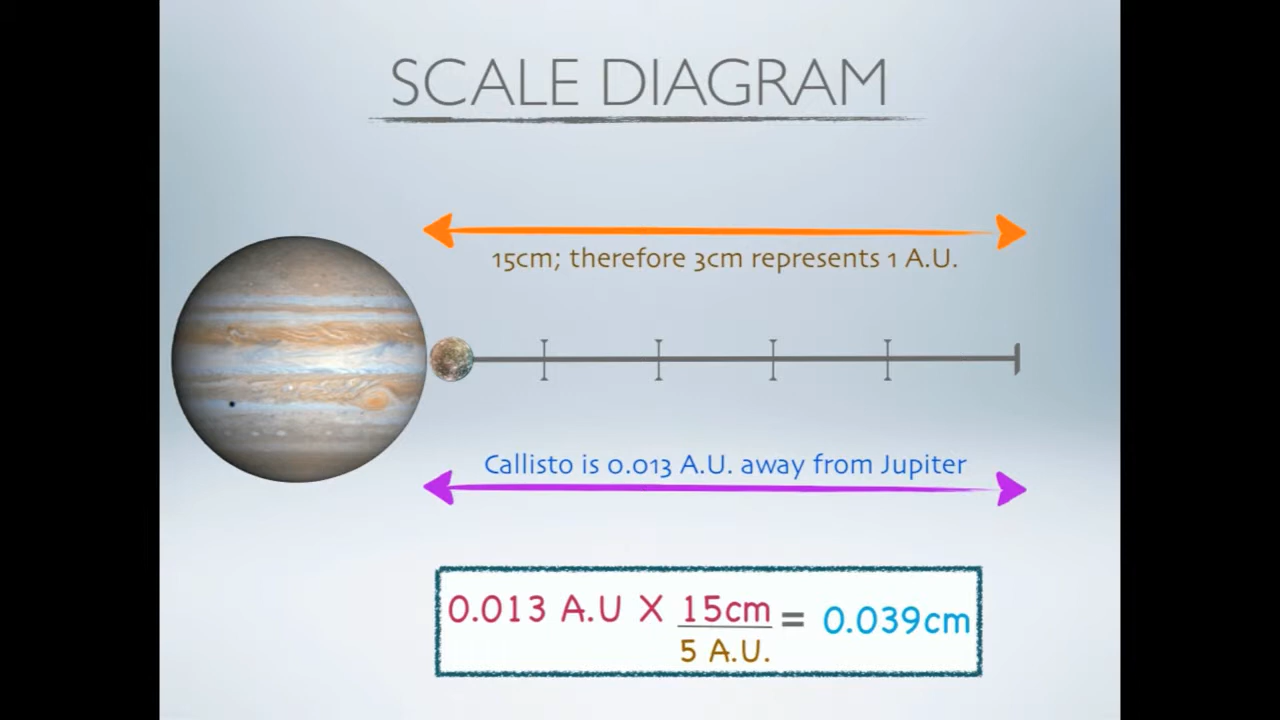 SCALE DIAGRAM
15cm; therefore 3cm represents 1 A.U.
Callisto is 0.013 A.U. away from Jupiter
0.013 A.U X 15cm = 0.039cm
5 A.U.